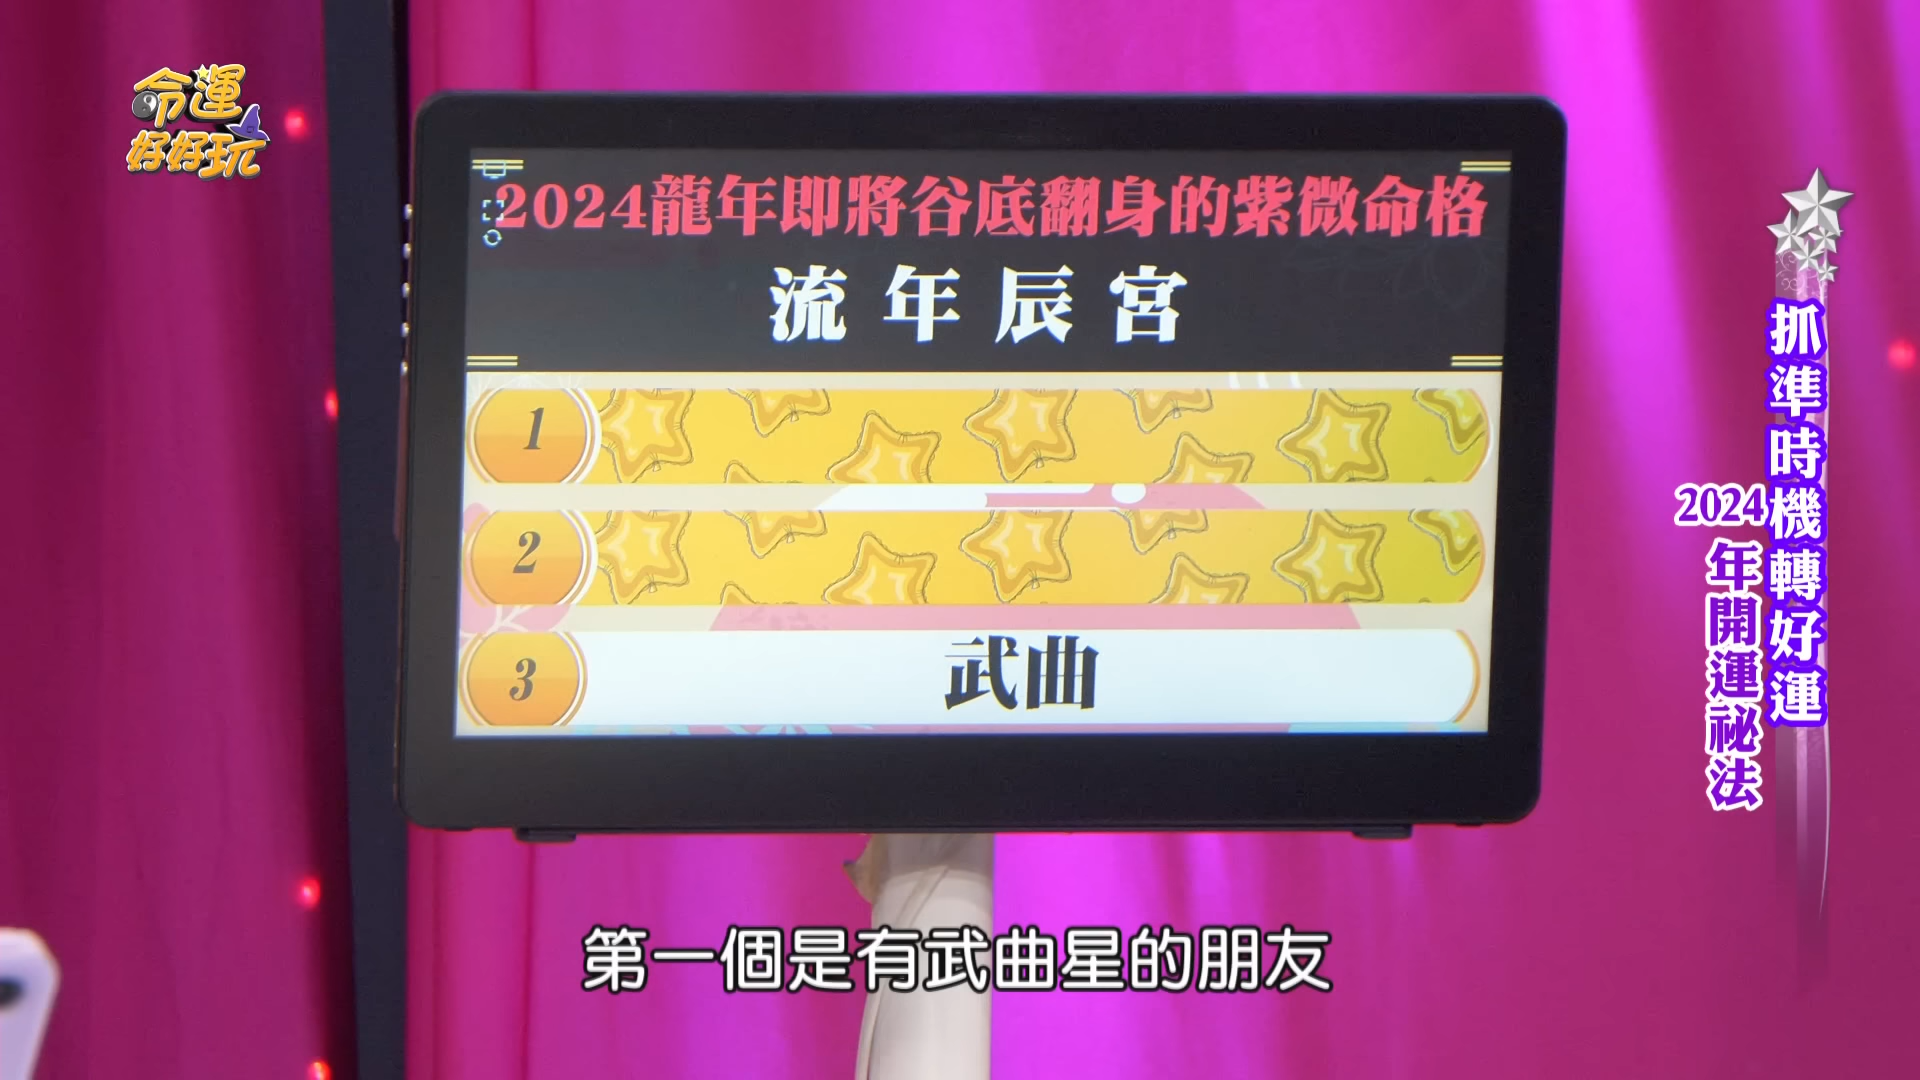 命運
好好玩
2024龍年即將谷底翻身的紫微命格
流年辰宮
1
2
3
武曲
抓準時機轉好運
2024年開運祕法
第一個是有武曲星的朋友